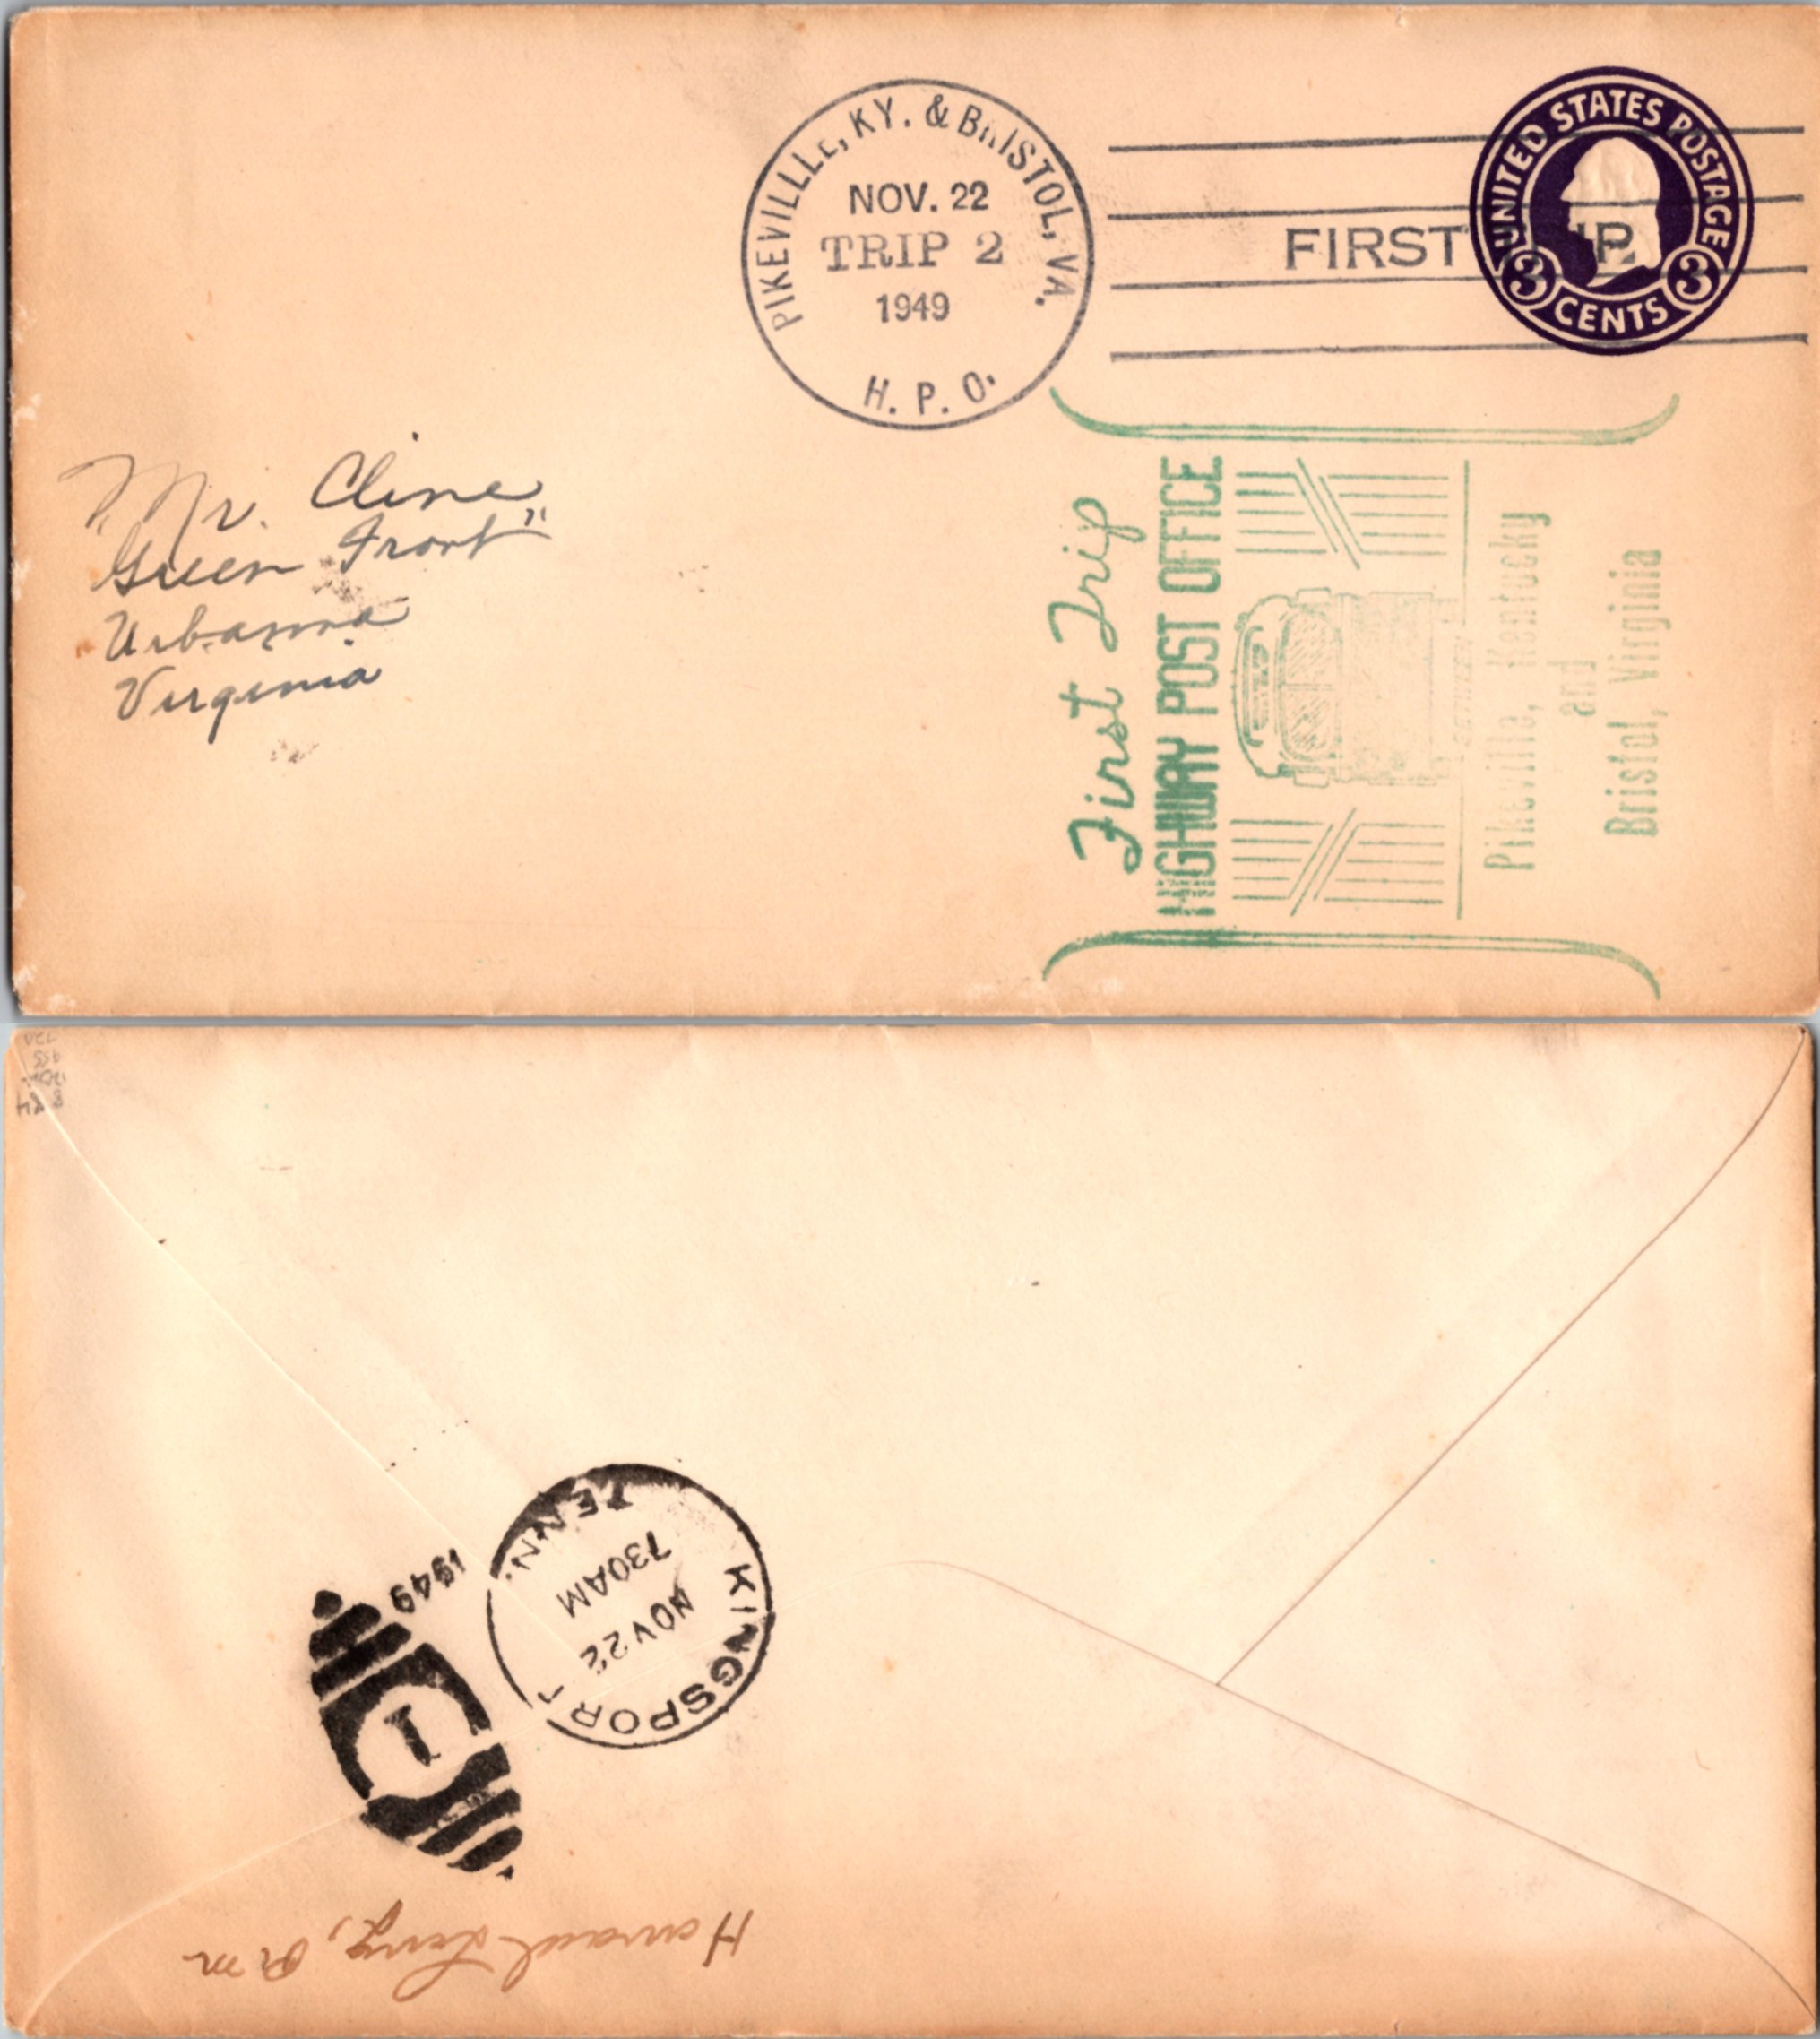 PIKEVILLE, KY. & BRISTOL, VA.
NOV. 22
TRIP 2
1949
H. P. O.
FIRST TRIP
UNITED STATES POSTAGE
3 CENTS 3
"Mr. Cline"
Green Front
Urbanna
Virginia
First Trip
HIGHWAY POST OFFICE
Pikeville, Kentucky
and
Bristol, Virginia
KINGSPORT
TENN.
NOV 22
730AM
1949
1
P.M